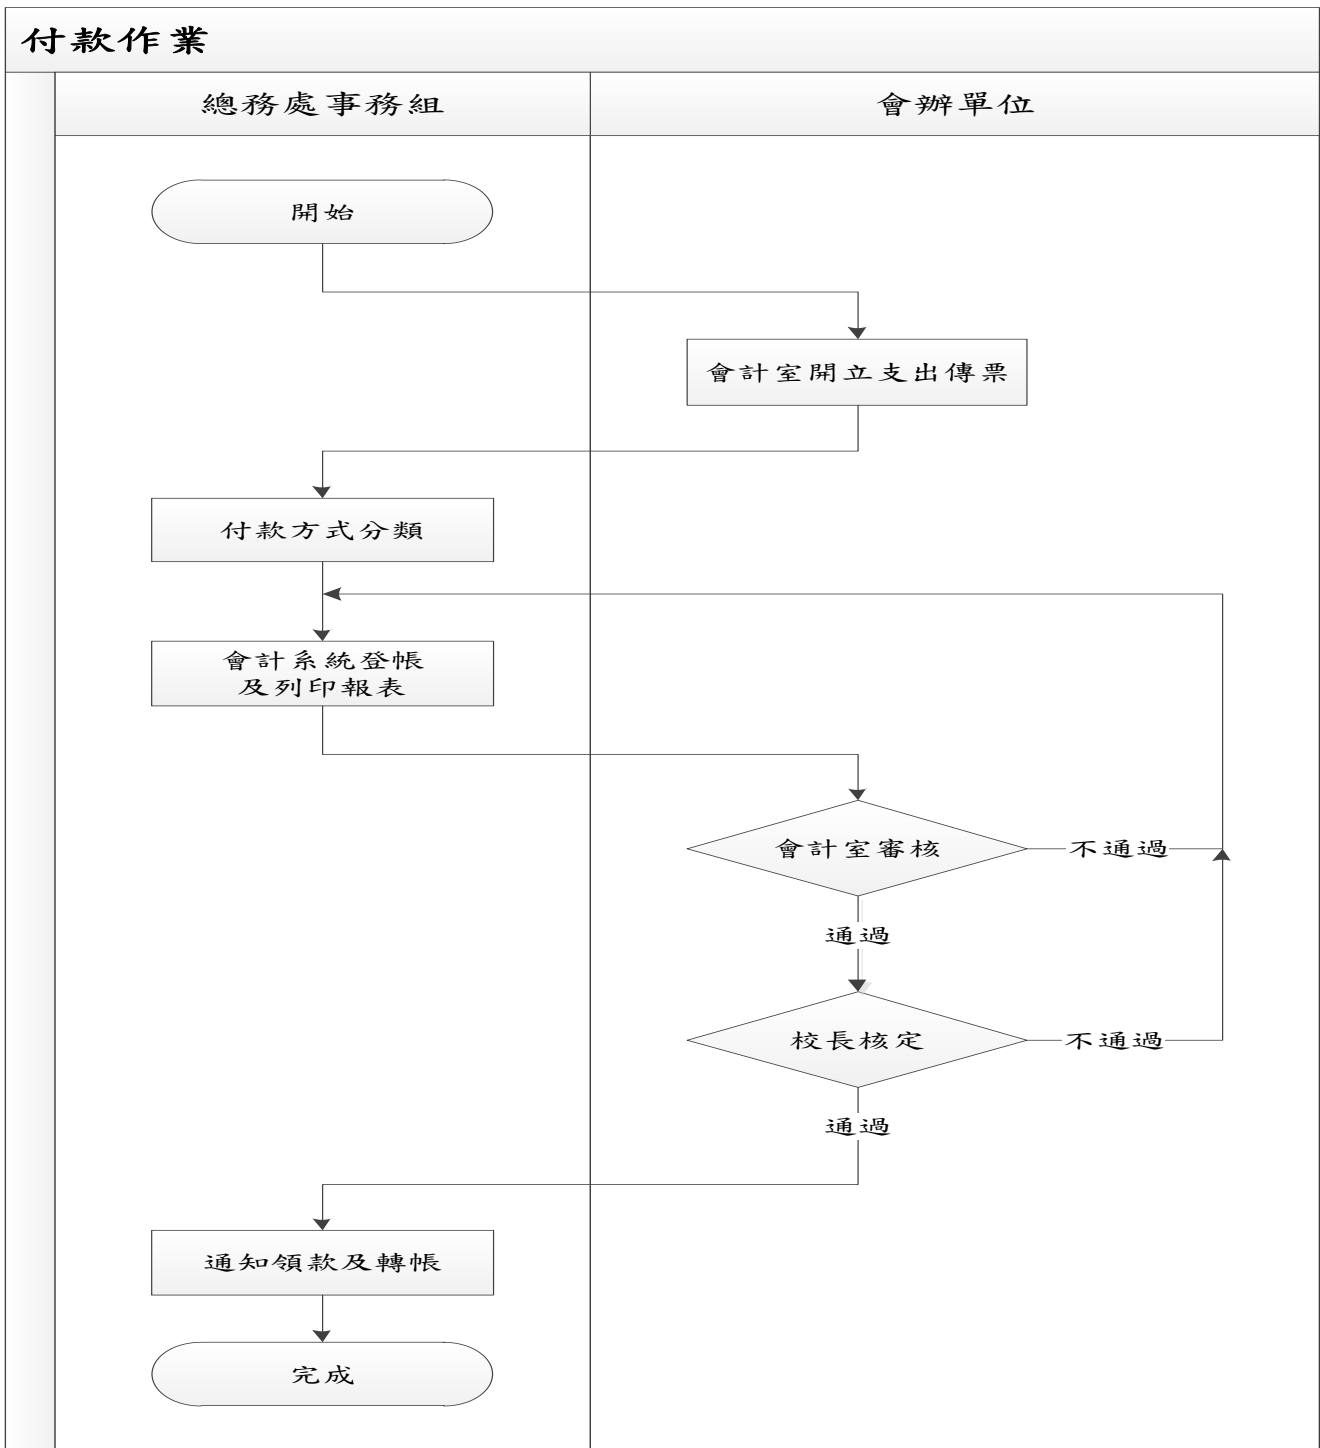 付款作業
總務處事務組
會辦單位
開始
會計室開立支出傳票
付款方式分類
會計系統登帳
及列印報表
會計室審核
不通過
通過
校長核定
不通過
通過
通知領款及轉帳
完成